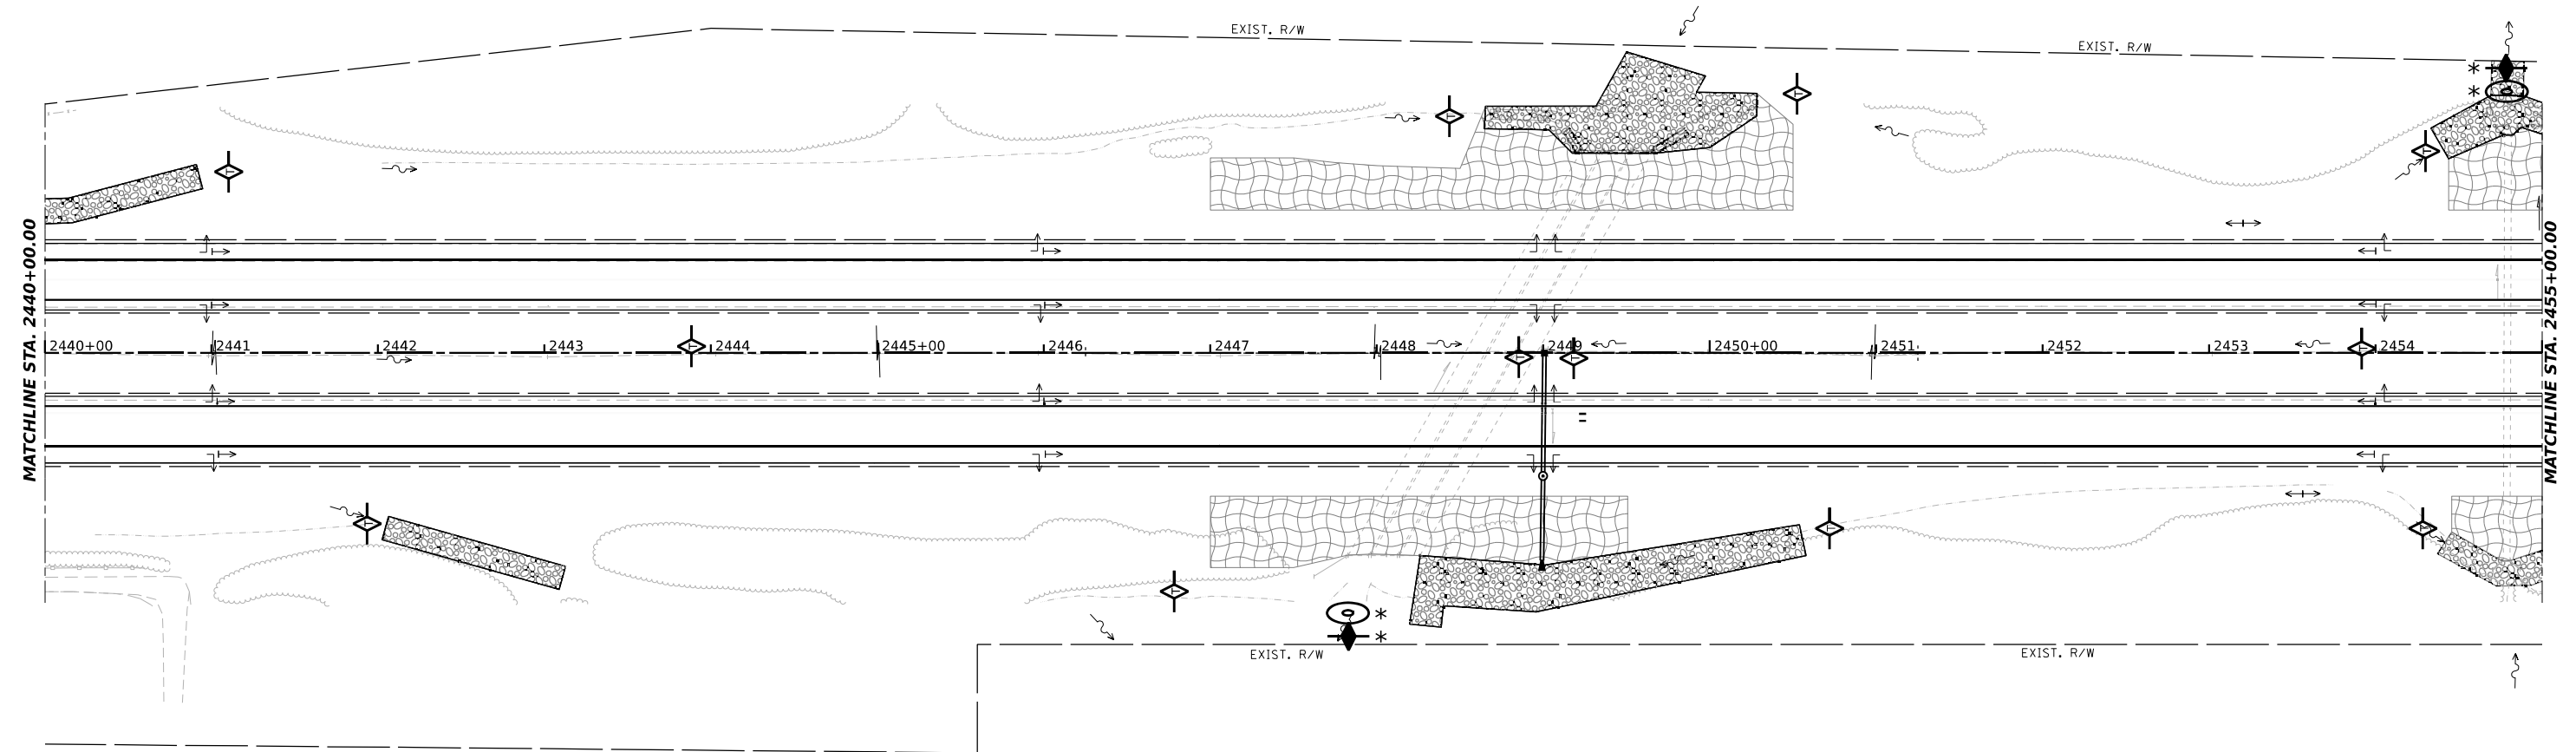 EXIST. R/W
EXIST. R/W
MATCHLINE STA. 2440+00.00
MATCHLINE STA. 2455+00.00
2440+00 2441 2442 2443 2444 2445+00 2446 2447 2448 2449 2450+00 2451 2452 2453 2454
EXIST. R/W
EXIST. R/W